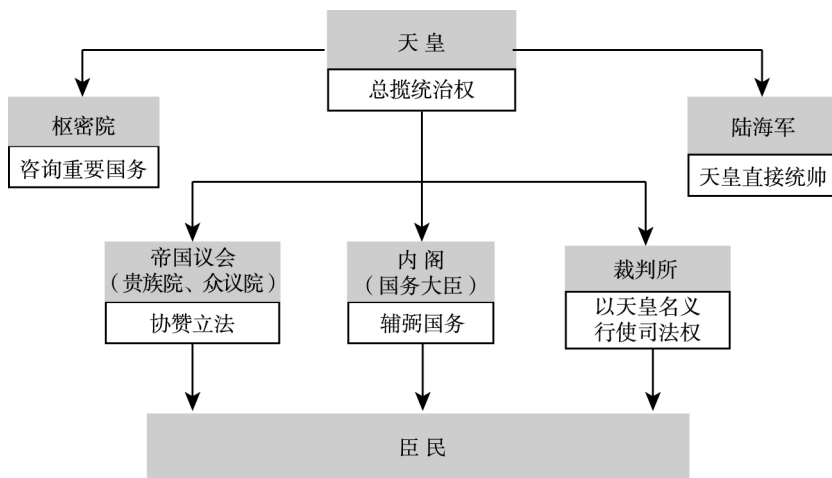 天皇
总揽统治权
枢密院
咨询重要国务
陆海军
天皇直接统帅
帝国议会
（贵族院、众议院）
协赞立法
内阁
（国务大臣）
辅弼国务
裁判所
以天皇名义
行使司法权
臣民